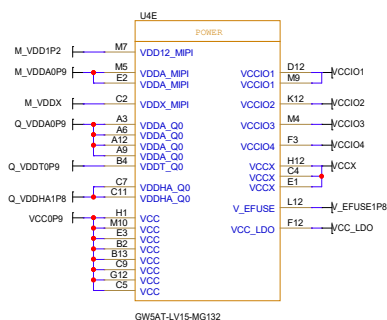 U4E
POWER
M_VDD1P2 M7 VDD12_MIPI
M_VDDA0P9 M5 VDDA_MIPI D12 VCCIO1 VCCIO1
E2 VDDA_MIPI M9 VCCIO1
M_VDDX C2 VDDX_MIPI K12 VCCIO2 VCCIO2
Q_VDDA0P9 A3 VDDA_Q0 M4 VCCIO3 VCCIO3
A6 VDDA_Q0
A12 VDDA_Q0 F3 VCCIO4 VCCIO4
A9 VDDA_Q0
Q_VDDT0P9 B4 VDDT_Q0 H12 VCCX VCCX
C4 VCCX
C7 VDDHA_Q0 E1 VCCX
Q_VDDHA1P8 C11 VDDHA_Q0
VCC0P9 H1 VCC L12 V_EFUSE V_EFUSE1P8
M10 VCC F12 VCC_LDO VCC_LDO
E3 VCC
B2 VCC
B13 VCC
C9 VCC
G12 VCC
C5 VCC
GW5AT-LV15-MG132